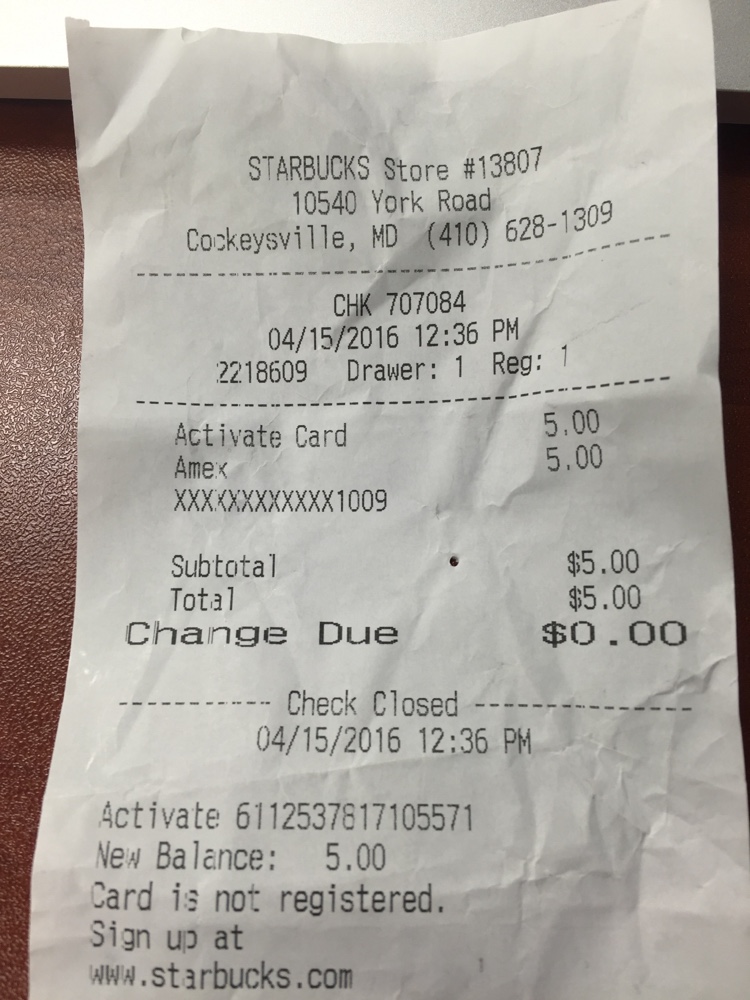 STARBUCKS Store #13807
10540 York Road
Cockeysville, MD (410) 628-1309
--------------------------------
CHK 707084
04/15/2016 12:36 PM
2218609 Drawer: 1 Reg: 1
--------------------------------
Activate Card 5.00
Amex 5.00
XXXXXXXXXXXX1009
Subtotal $5.00
Total $5.00
Change Due $0.00
----------- Check Closed ---------------
04/15/2016 12:36 PM
Activate 6112537817105571
New Balance: 5.00
Card is not registered.
Sign up at
www.starbucks.com